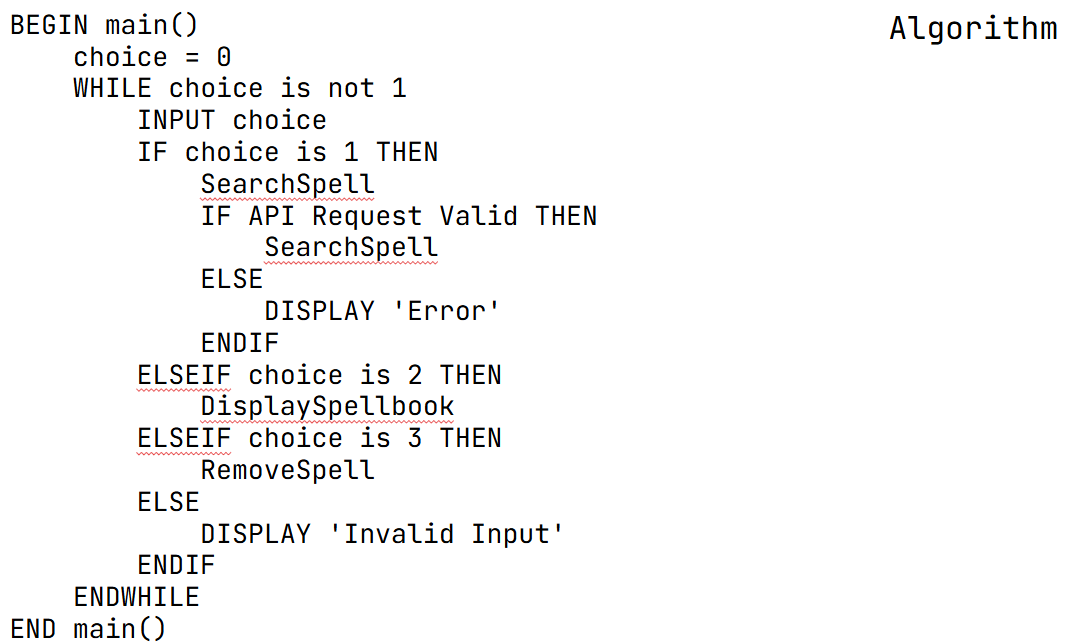 Algorithm
BEGIN main()
    choice = 0
    WHILE choice is not 1
        INPUT choice
        IF choice is 1 THEN
            SearchSpell
            IF API Request Valid THEN
                SearchSpell
            ELSE
                DISPLAY 'Error'
            ENDIF
        ELSEIF choice is 2 THEN
            DisplaySpellbook
        ELSEIF choice is 3 THEN
            RemoveSpell
        ELSE
            DISPLAY 'Invalid Input'
        ENDIF
    ENDWHILE
END main()